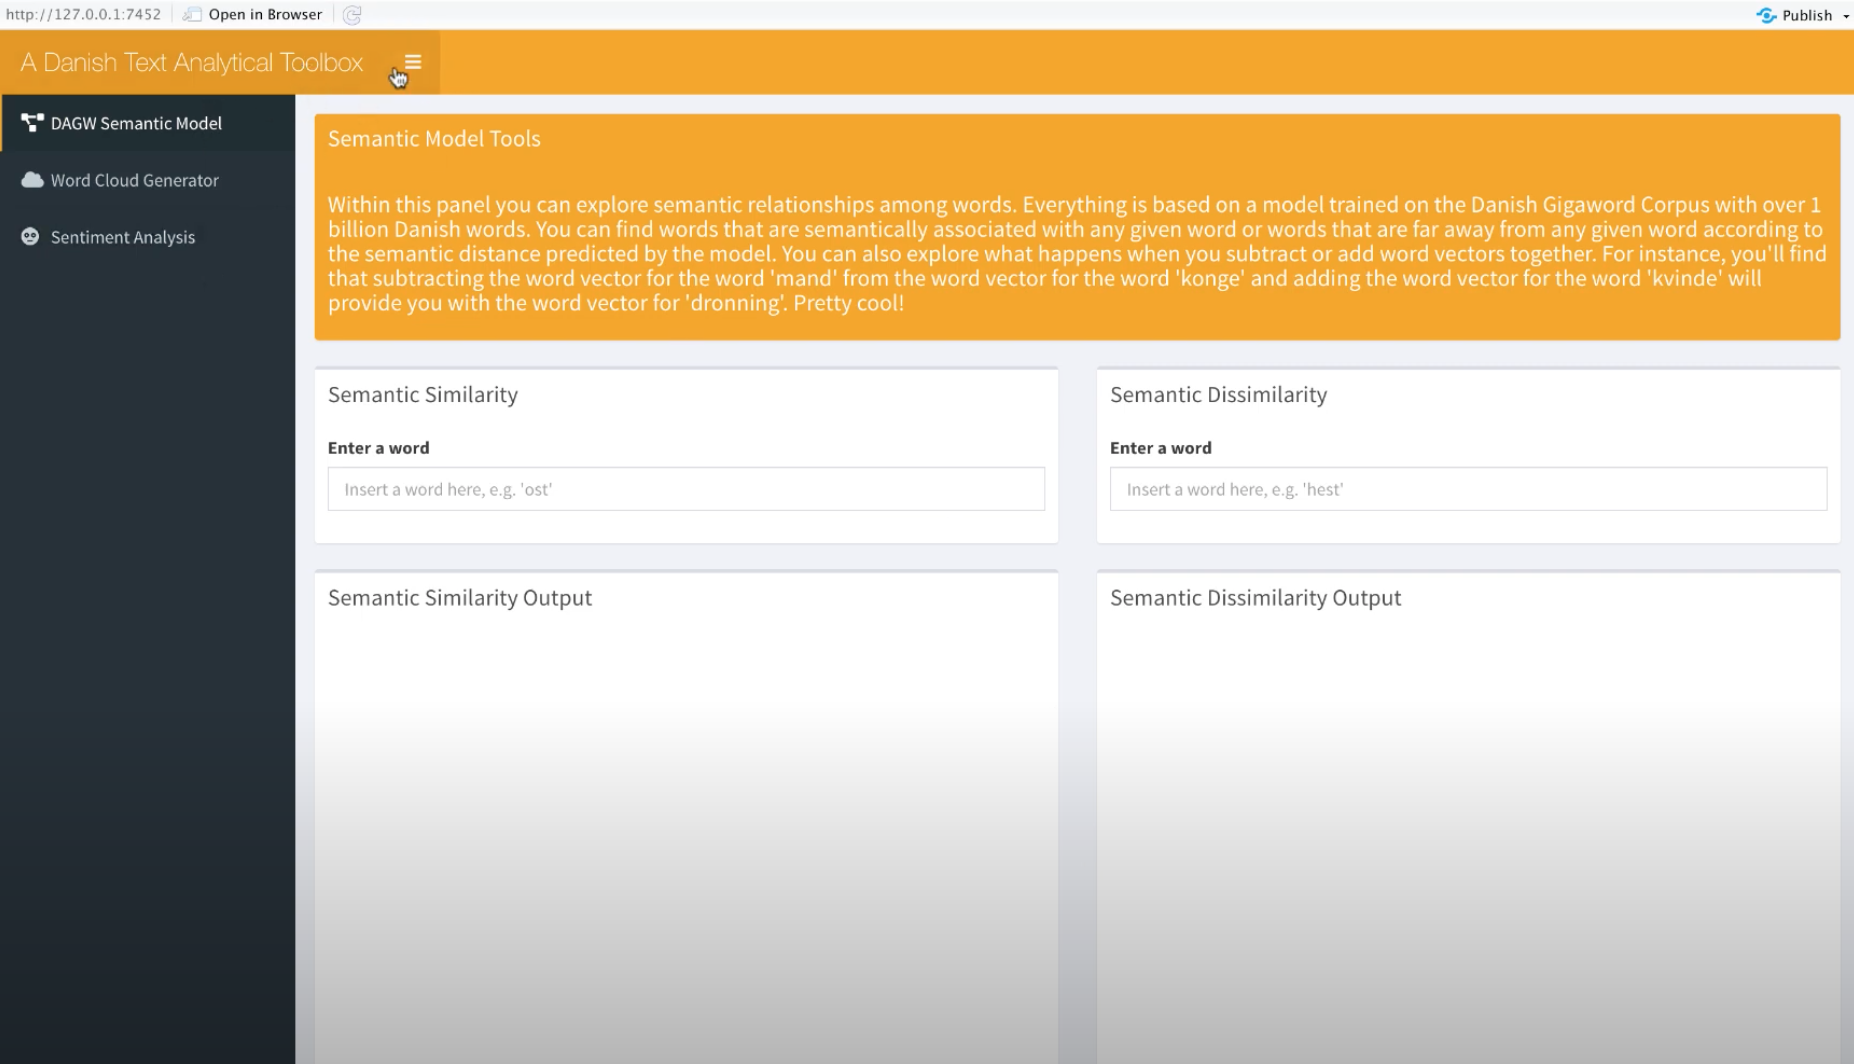 http://127.0.0.1:7452 Open in Browser Publish
A Danish Text Analytical Toolbox
DAGW Semantic Model
Word Cloud Generator
Sentiment Analysis
Semantic Model Tools
Within this panel you can explore semantic relationships among words. Everything is based on a model trained on the Danish Gigaword Corpus with over 1
billion Danish words. You can find words that are semantically associated with any given word or words that are far away from any given word according to
the semantic distance predicted by the model. You can also explore what happens when you subtract or add word vectors together. For instance, you'll find
that subtracting the word vector for the word 'mand' from the word vector for the word 'konge' and adding the word vector for the word 'kvinde' will
provide you with the word vector for 'dronning'. Pretty cool!
Semantic Similarity
Enter a word
Insert a word here, e.g. 'ost'
Semantic Dissimilarity
Enter a word
Insert a word here, e.g. 'hest'
Semantic Similarity Output
Semantic Dissimilarity Output